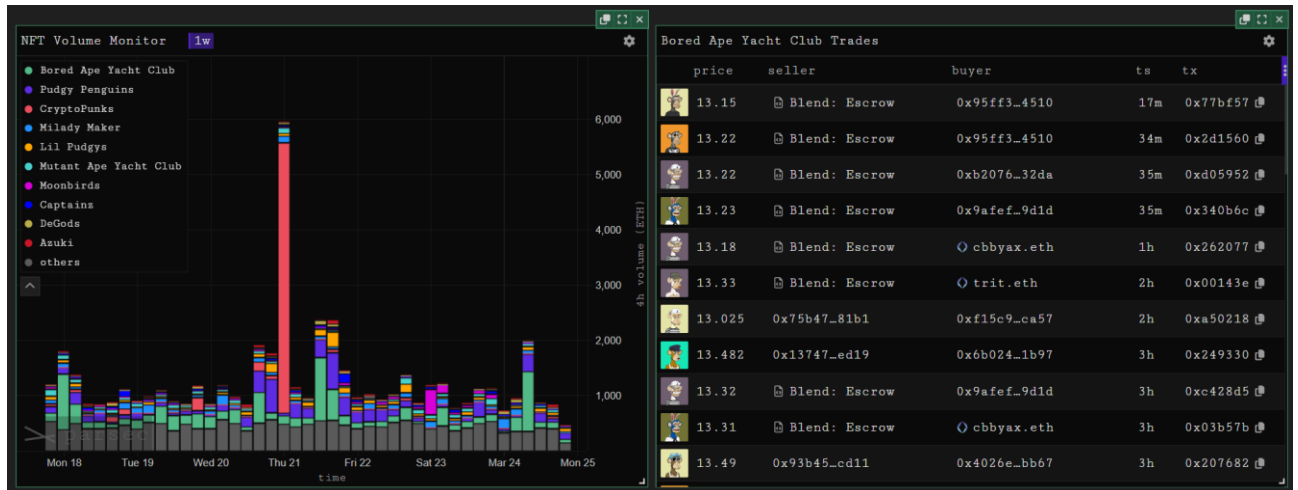 NFT Volume Monitor 1w
Bored Ape Yacht Club
Pudgy Penguins
CryptoPunks
Milady Maker
Lil Pudgys
Mutant Ape Yacht Club
Moonbirds
Captainz
DeGods
Azuki
others
6,000
5,000
4,000
3,000
2,000
1,000
4h volume (ETH)
parsec
Mon 18 Tue 19 Wed 20 Thu 21 Fri 22 Sat 23 Mar 24 Mon 25
time
Bored Ape Yacht Club Trades
price seller buyer ts tx
13.15 Blend: Escrow 0x95ff3…4510 17m 0x77bf57
13.22 Blend: Escrow 0x95ff3…4510 34m 0x2d1560
13.22 Blend: Escrow 0xb2076…32da 35m 0xd05952
13.23 Blend: Escrow 0x9afef…9d1d 35m 0x340b6c
13.18 Blend: Escrow cbbyax.eth 1h 0x262077
13.33 Blend: Escrow trit.eth 2h 0x00143e
13.025 0x75b47…81b1 0xf15c9…ca57 2h 0xa50218
13.482 0x13747…ed19 0x6b024…1b97 3h 0x249330
13.32 Blend: Escrow 0x9afef…9d1d 3h 0xc428d5
13.31 Blend: Escrow cbbyax.eth 3h 0x03b57b
13.49 0x93b45…cd11 0x4026e…bb67 3h 0x207682